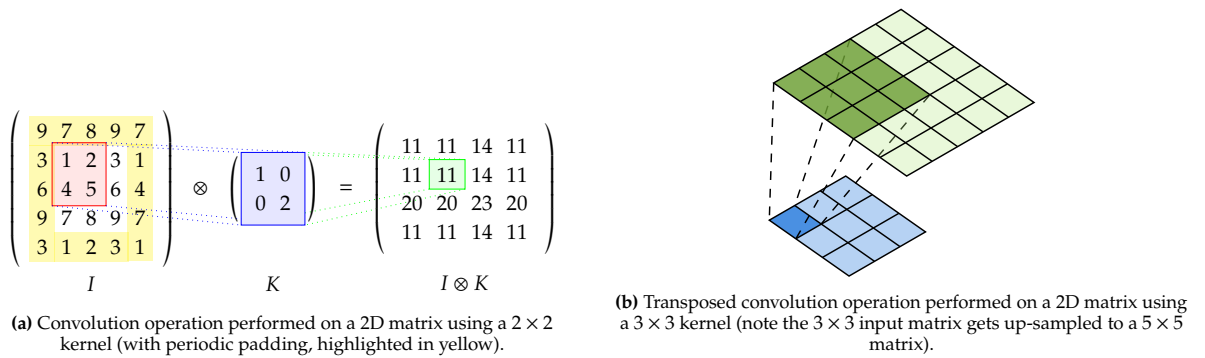 9 7 8 9 7
3 1 2 3 1
6 4 5 6 4
9 7 8 9 7
3 1 2 3 1
I
⊗
1 0
0 2
K
=
11 11 14 11
11 11 14 11
20 20 23 20
11 11 14 11
I ⊗ K
(a) Convolution operation performed on a 2D matrix using a 2 × 2
kernel (with periodic padding, highlighted in yellow).
(b) Transposed convolution operation performed on a 2D matrix using
a 3 × 3 kernel (note the 3 × 3 input matrix gets up-sampled to a 5 × 5
matrix).